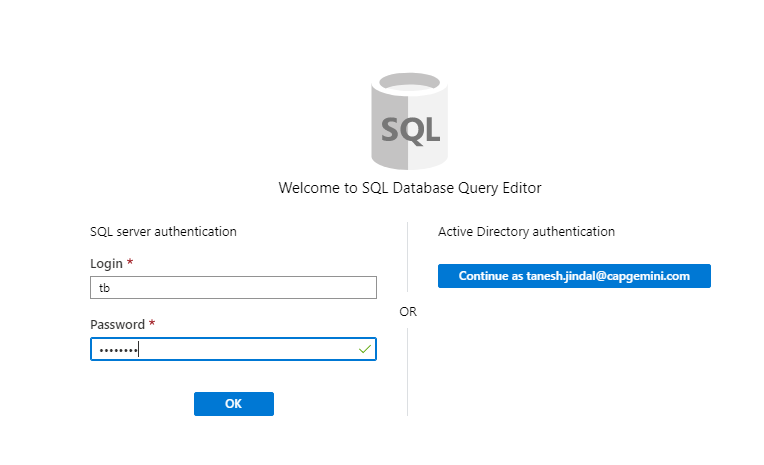 SQL
Welcome to SQL Database Query Editor
SQL server authentication
Login *
tb
Password *
••••••••
OK
OR
Active Directory authentication
Continue as tanesh.jindal@capgemini.com